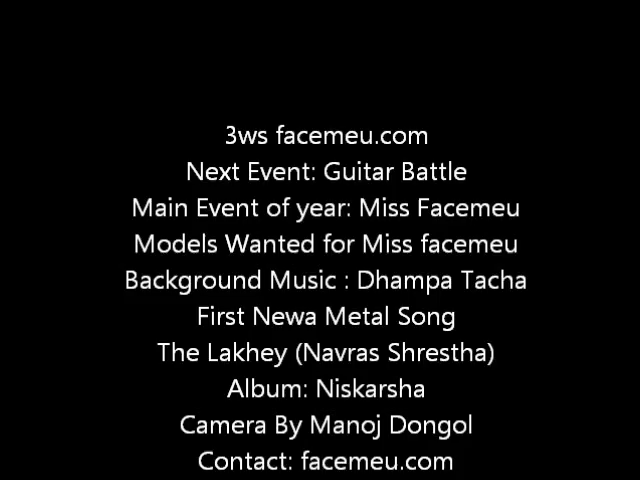 3ws facemeu.com
Next Event: Guitar Battle
Main Event of year: Miss Facemeu
Models Wanted for Miss facemeu
Background Music : Dhampa Tacha
First Newa Metal Song
The Lakhey (Navras Shrestha)
Album: Niskarsha
Camera By Manoj Dongol
Contact: facemeu.com